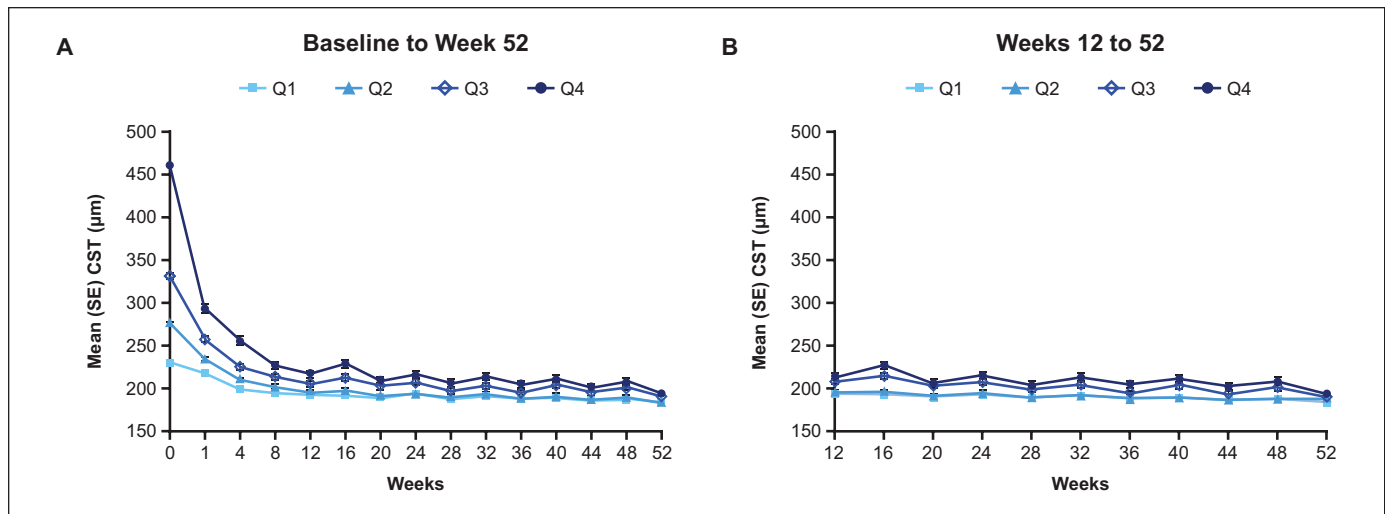 A
Baseline to Week 52
Q1 Q2 Q3 Q4
Mean (SE) CST (μm)
500
450
400
350
300
250
200
150
0 1 4 8 12 16 20 24 28 32 36 40 44 48 52
Weeks
B
Weeks 12 to 52
Q1 Q2 Q3 Q4
Mean (SE) CST (μm)
500
450
400
350
300
250
200
150
12 16 20 24 28 32 36 40 44 48 52
Weeks